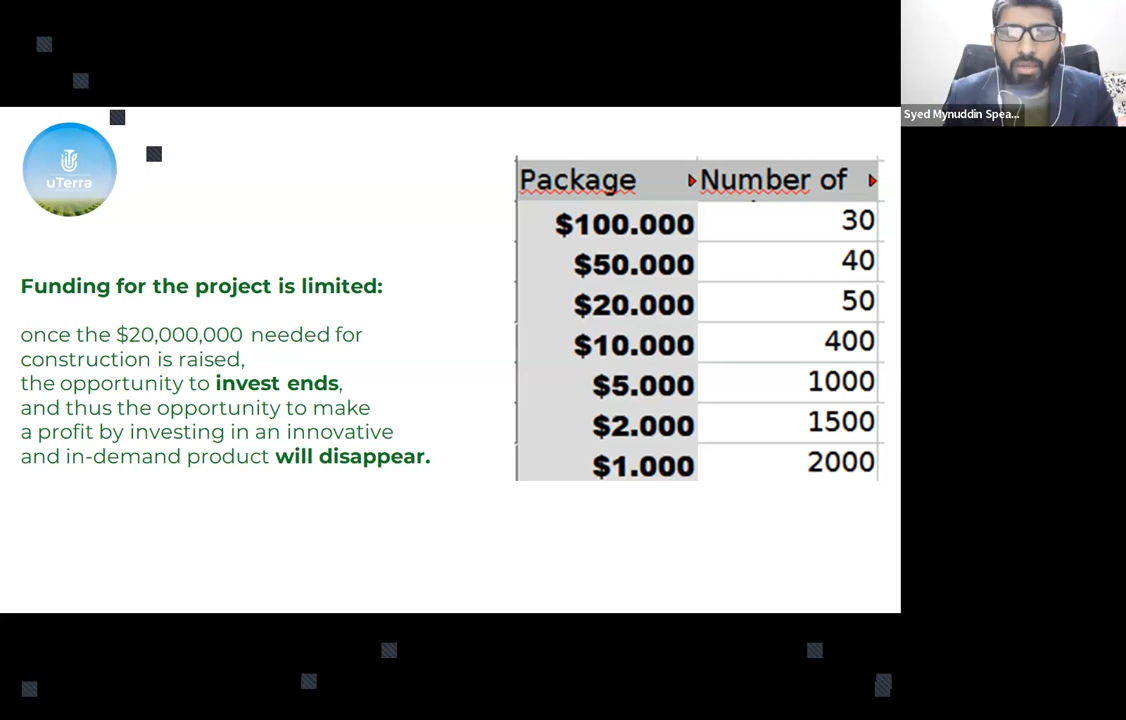 Syed Mynuddin Spea...
uTerra
Package Number of
$100.000 30
$50.000 40
$20.000 50
$10.000 400
$5.000 1000
$2.000 1500
$1.000 2000
Funding for the project is limited:
once the $20,000,000 needed for
construction is raised,
the opportunity to invest ends,
and thus the opportunity to make
a profit by investing in an innovative
and in-demand product will disappear.